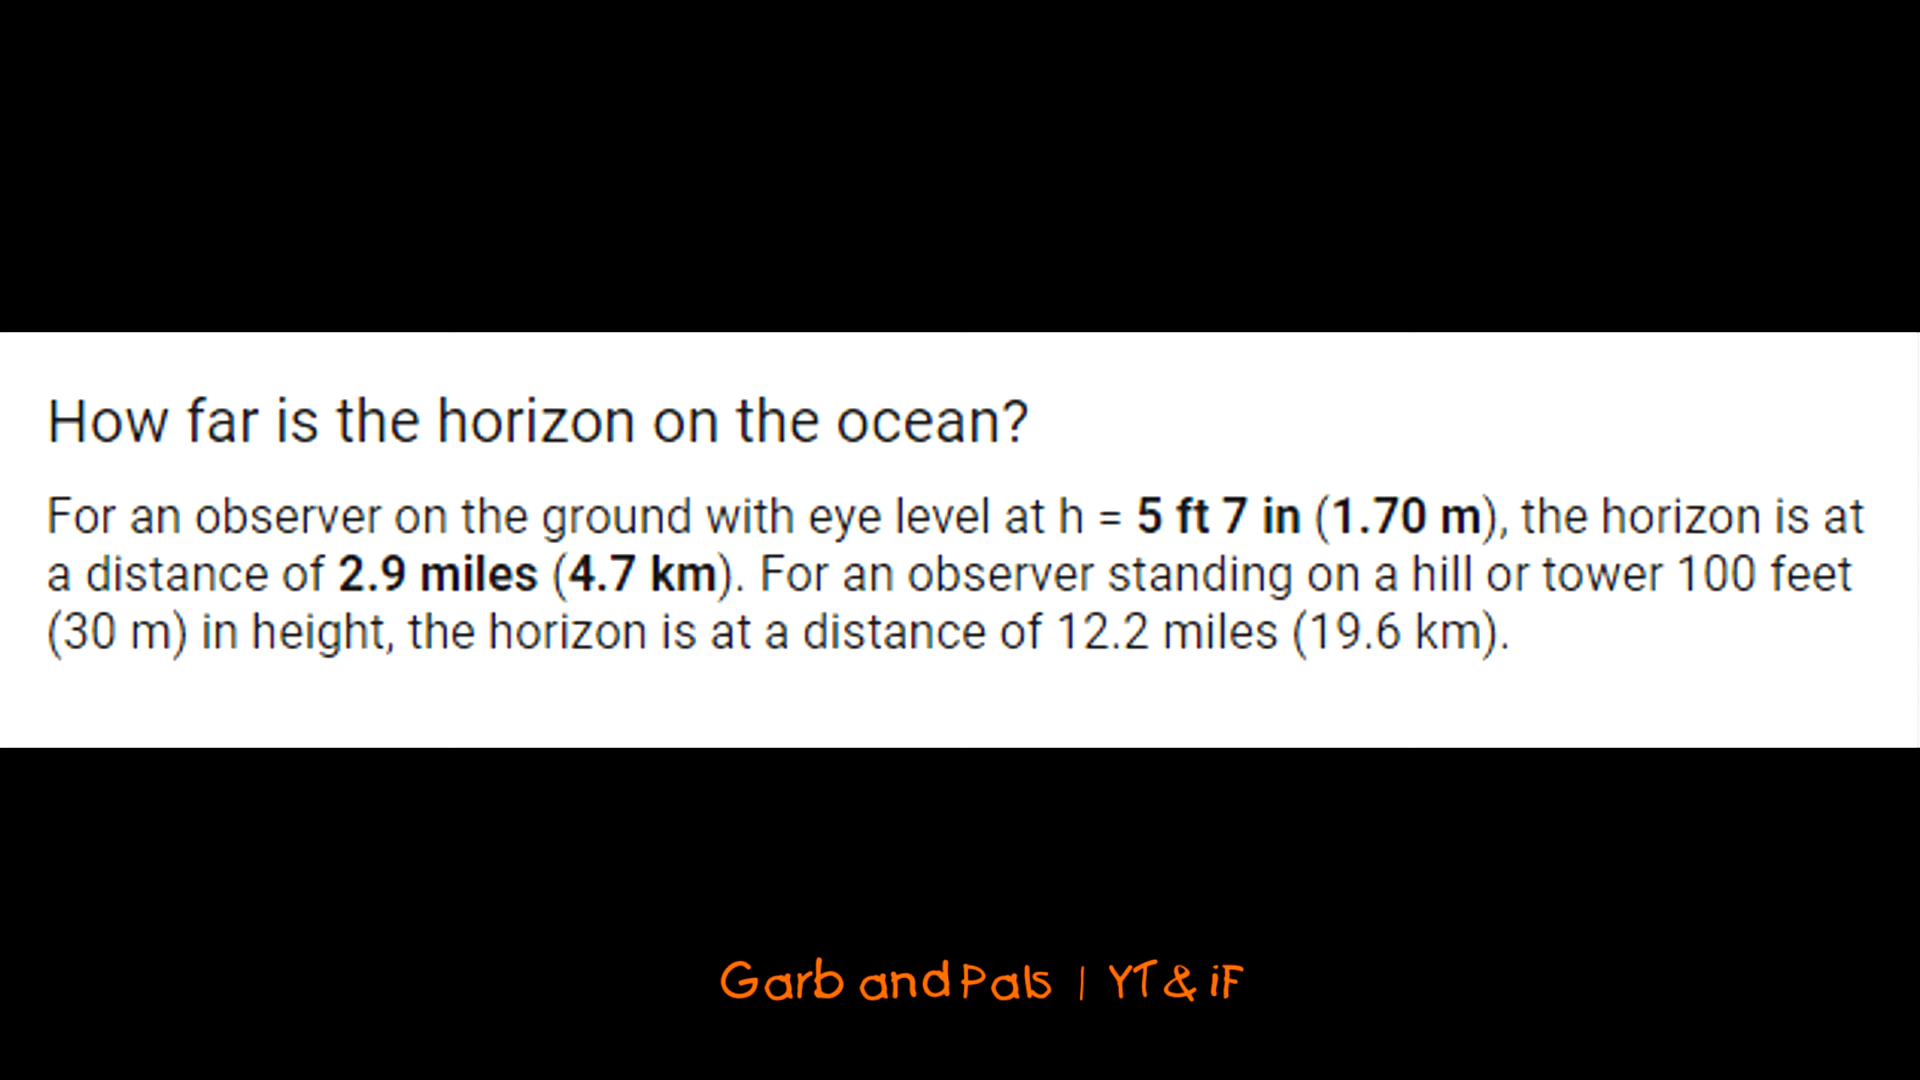 How far is the horizon on the ocean?
For an observer on the ground with eye level at h = 5 ft 7 in (1.70 m), the horizon is at
a distance of 2.9 miles (4.7 km). For an observer standing on a hill or tower 100 feet
(30 m) in height, the horizon is at a distance of 12.2 miles (19.6 km).
Garb and Pals | YT & iF